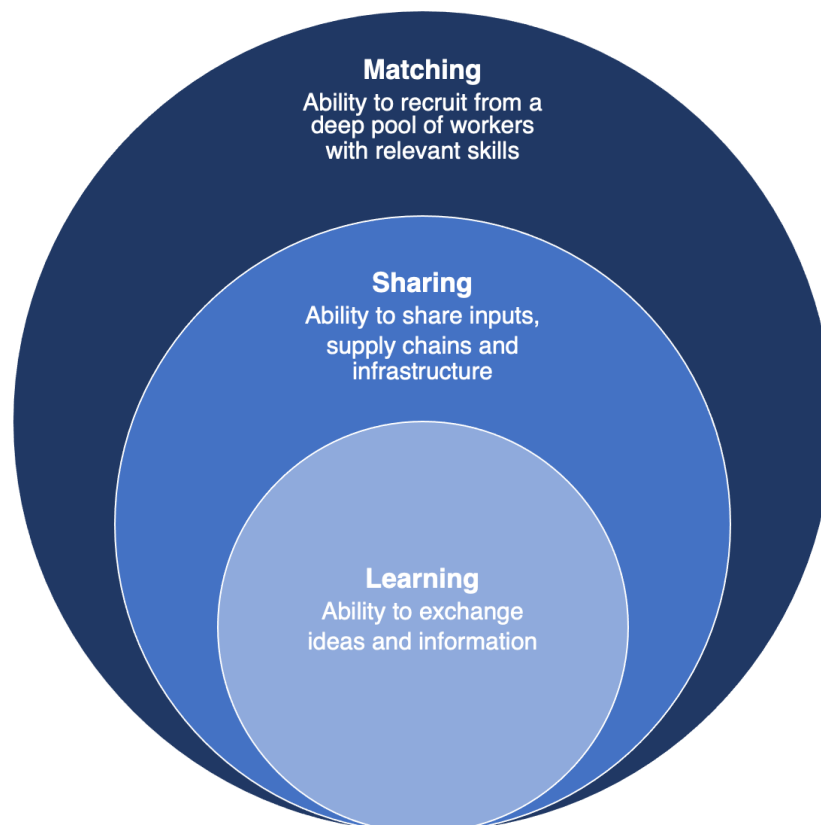 Matching
Ability to recruit from a
deep pool of workers
with relevant skills
Sharing
Ability to share inputs,
supply chains and
infrastructure
Learning
Ability to exchange
ideas and information